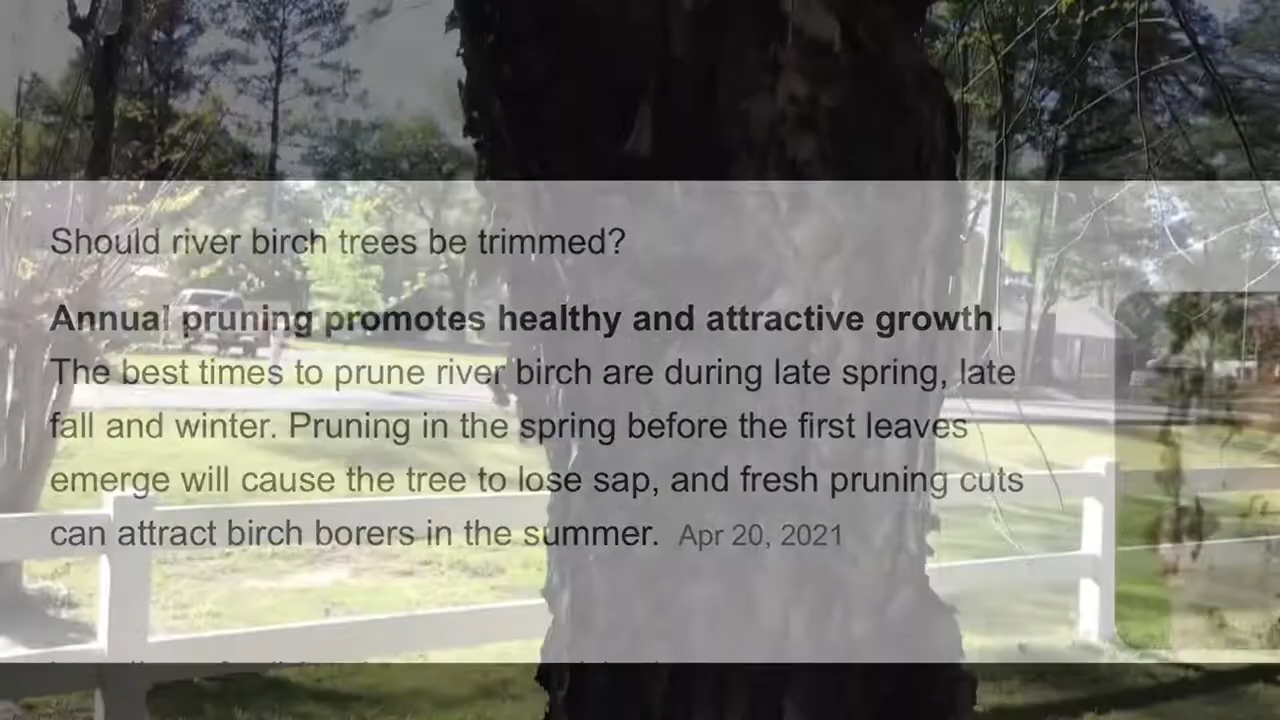 Should river birch trees be trimmed?
Annual pruning promotes healthy and attractive growth.
The best times to prune river birch are during late spring, late
fall and winter. Pruning in the spring before the first leaves
emerge will cause the tree to lose sap, and fresh pruning cuts
can attract birch borers in the summer. Apr 20, 2021